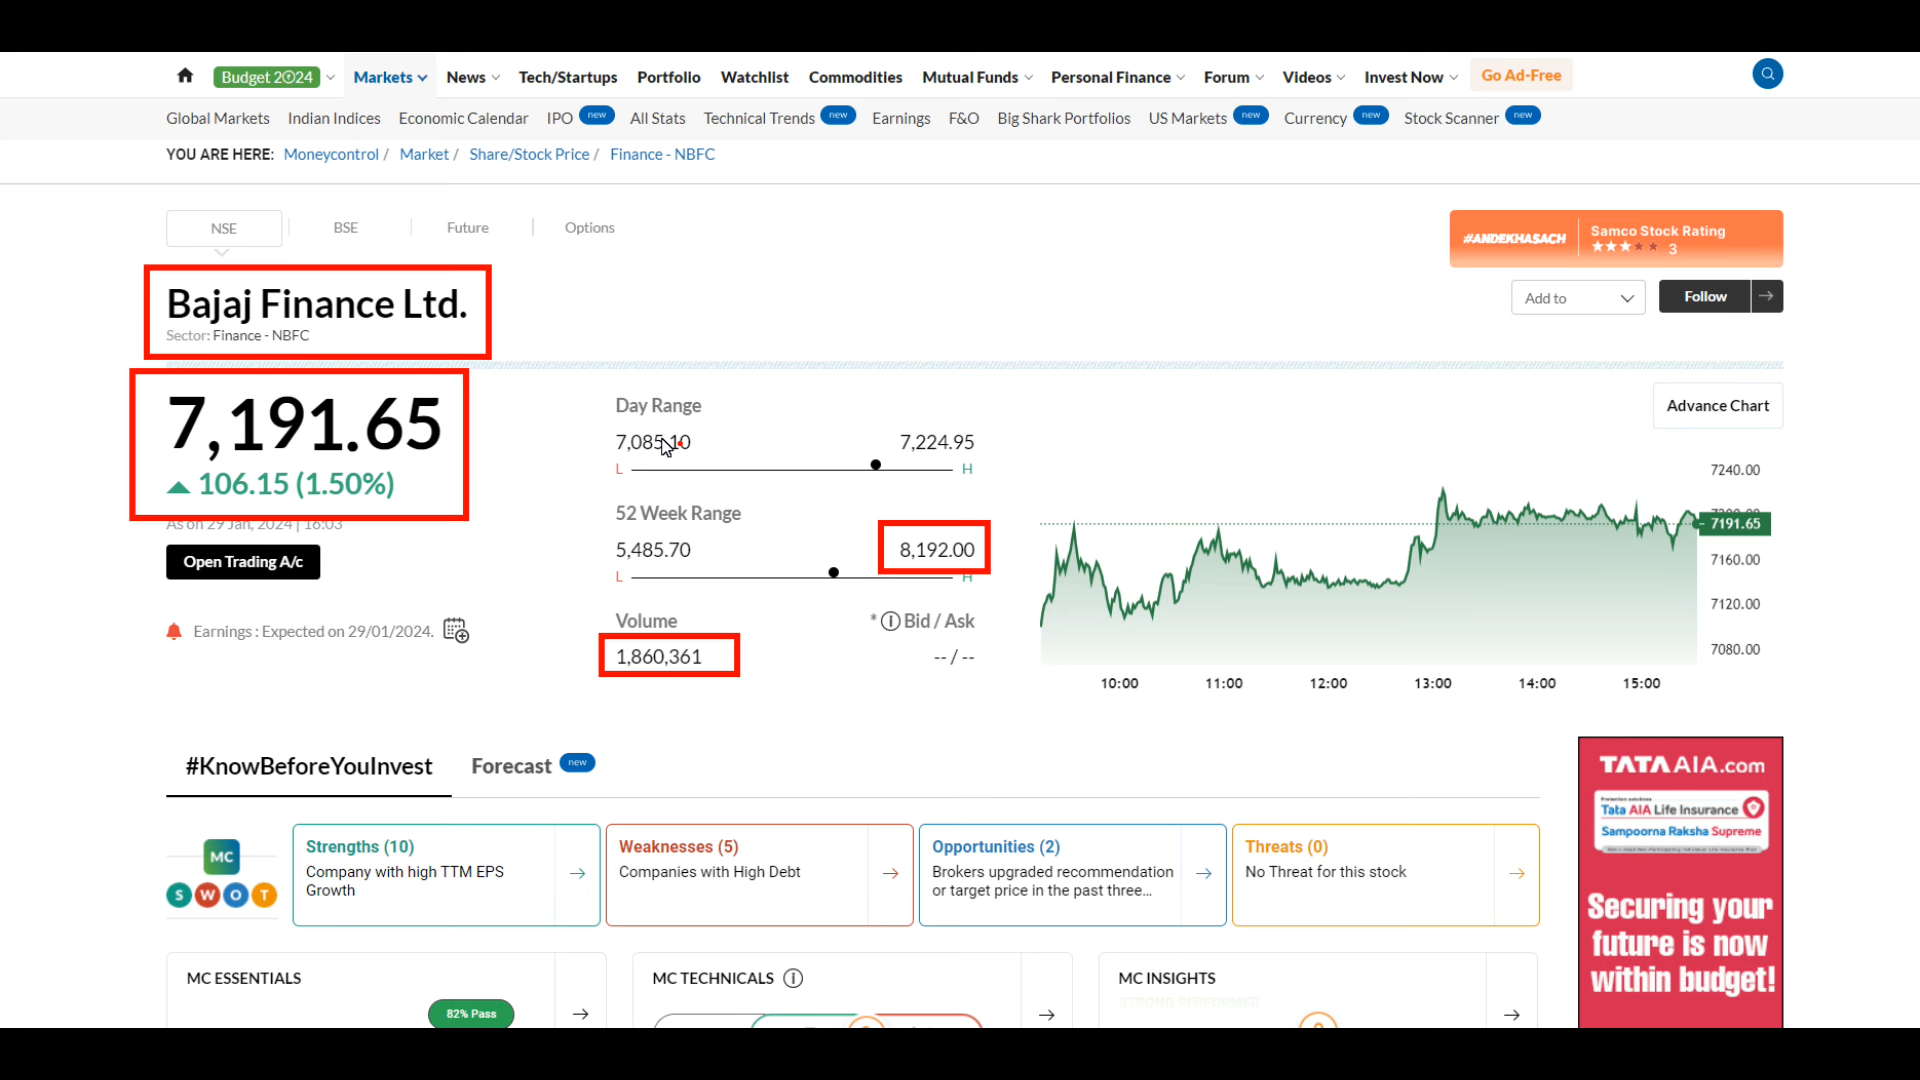 Budget 2024 Markets News Tech/Startups Portfolio Watchlist Commodities Mutual Funds Personal Finance Forum Videos Invest Now Go Ad-Free
Global Markets Indian Indices Economic Calendar IPO new All Stats Technical Trends new Earnings F&O Big Shark Portfolios US Markets new Currency new Stock Scanner new
YOU ARE HERE: Moneycontrol / Market / Share/Stock Price / Finance - NBFC
NSE BSE Future Options
#ANDEKHASACH
Samco Stock Rating
3
Bajaj Finance Ltd.
Sector: Finance - NBFC
Add to
Follow
7,191.65
106.15 (1.50%)
As on 29 Jan, 2024 | 16:03
Open Trading A/c
Earnings : Expected on 29/01/2024.
Day Range
7,085.10 7,224.95
L H
52 Week Range
5,485.70 8,192.00
L H
Volume * Bid / Ask
1,860,361 -- / --
Advance Chart
7240.00
7191.65
7160.00
7120.00
7080.00
10:00 11:00 12:00 13:00 14:00 15:00
#KnowBeforeYouInvest Forecast new
MC
S W O T
Strengths (10)
Company with high TTM EPS
Growth
Weaknesses (5)
Companies with High Debt
Opportunities (2)
Brokers upgraded recommendation
or target price in the past three...
Threats (0)
No Threat for this stock
MC ESSENTIALS
82% Pass
MC TECHNICALS
MC INSIGHTS
STRONG PERFORMER
TATA AIA.com
Tata AIA Life Insurance
Sampoorna Raksha Supreme
Securing your
future is now
within budget!